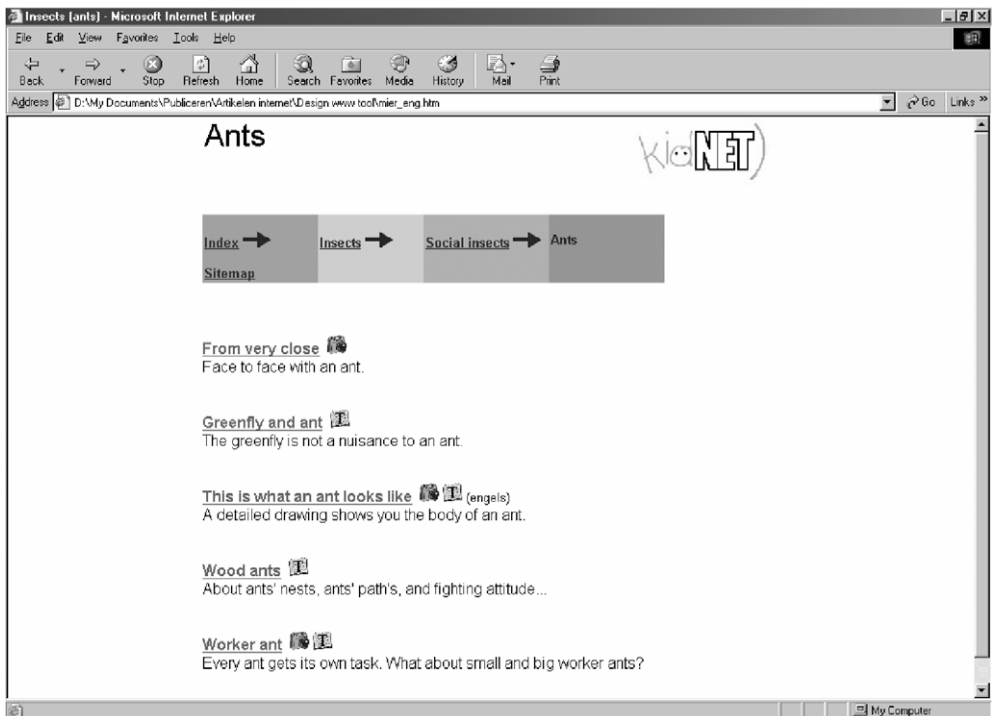 Insects [ants] - Microsoft Internet Explorer
File Edit View Favorites Tools Help
Back Forward Stop Refresh Home Search Favorites Media History Mail Print
Address D:\My Documents\Publiceren\Artikelen internet\Design www tool\mier_eng.htm Go Links »
Ants
kidNET)
Index Insects Social insects Ants
Sitemap
From very close
Face to face with an ant.
Greenfly and ant T
The greenfly is not a nuisance to an ant.
This is what an ant looks like T (engels)
A detailed drawing shows you the body of an ant.
Wood ants T
About ants' nests, ants' path's, and fighting attitude...
Worker ant T
Every ant gets its own task. What about small and big worker ants?
My Computer